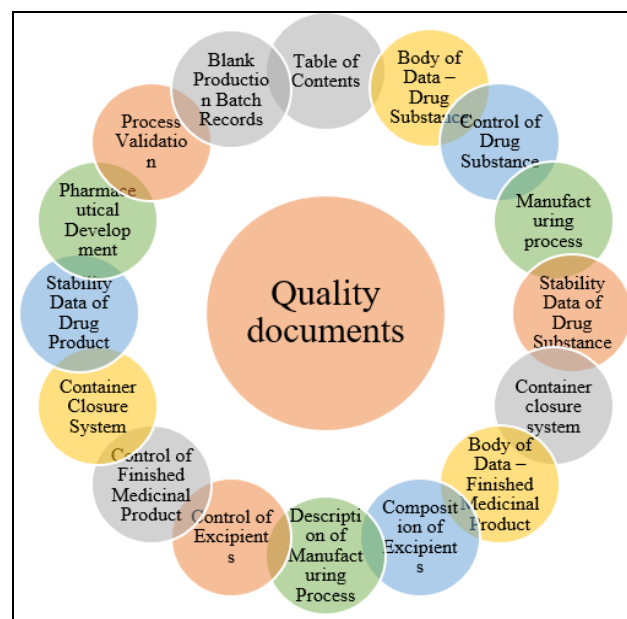 Table of
Contents
Body of
Data –
Drug
Substance
Control of
Drug
Substance
Manufact
uring
process
Stability
Data of
Drug
Substance
Container
closure
system
Body of
Data –
Finished
Medicinal
Product
Composit
ion of
Excipient
s
Descripti
on of
Manufact
uring
Process
Control of
Excipient
s
Control of
Finished
Medicinal
Product
Container
Closure
System
Stability
Data of
Drug
Product
Pharmace
utical
Develop
ment
Process
Validatio
n
Blank
Productio
n Batch
Records
Quality
documents